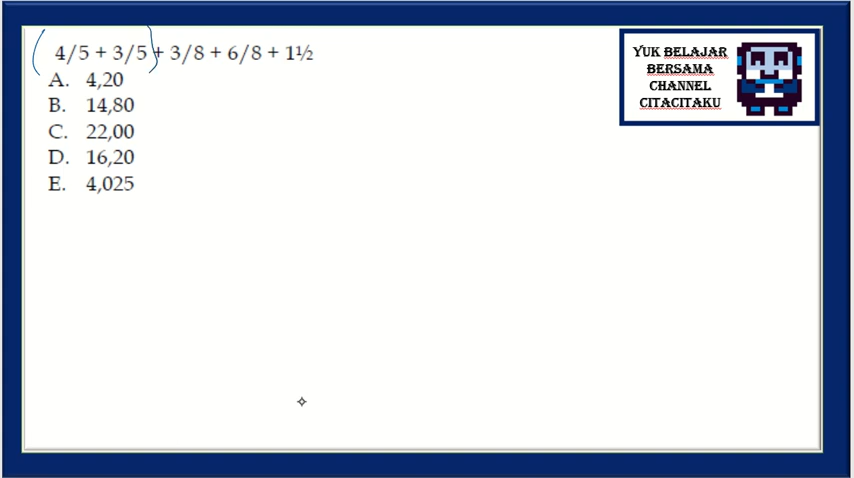 4/5 + 3/5 + 3/8 + 6/8 + 1½
A. 4,20
B. 14,80
C. 22,00
D. 16,20
E. 4,025
YUK BELAJAR
BERSAMA
CHANNEL
CITACITAKU